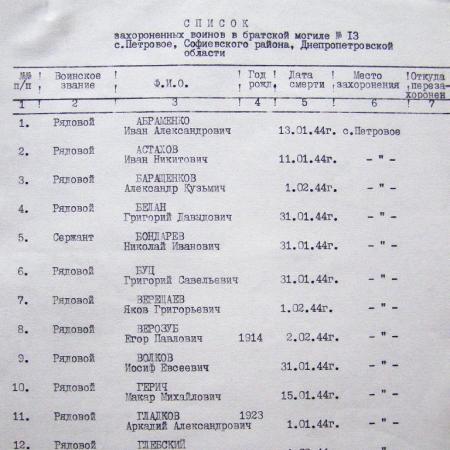 СПИСОК
захороненных воинов в братской могиле № 13
с.Петровое, Софиевского района, Днепропетровской
области
№№ ! Воинское ! Ф.И.О. ! Год ! Дата ! Место ! Откуда
п/п ! звание ! ! рожд. ! смерти ! захоронения ! переза-
хоронен
1 ! 2 ! 3 ! 4 ! 5 ! 6 ! 7
1. Рядовой АБРАМЕНКО
Иван Александрович 13.01.44г. с.Петровое
2. Рядовой АСТАХОВ
Иван Никитович 11.01.44г. - " -
3. Рядовой БАРАЩЕНКОВ
Александр Кузьмич 1.02.44г. - " -
4. Рядовой БЕЛАН
Григорий Давыдович 31.01.44г. - " -
5. Сержант БОНДАРЕВ
Николай Иванович 31.01.44г. - " -
6. Рядовой БУЦ
Григорий Савельевич 31.01.44г. - " -
7. Рядовой ВЕРЕЩАЕВ
Яков Григорьевич 1.02.44г. - " -
8. Рядовой ВЕРОЗУБ
Егор Павлович 1914 2.02.44г. - " -
9. Рядовой ВОЛКОВ
Иосиф Евсеевич 31.01.44г. - " -
10. Рядовой ГЕРИЧ
Макар Михайлович 15.01.44г. - " -
11. Рядовой ГЛАДКОВ 1923
Аркадий Александрович 1.01.44г. - " -
12. Рядовой ГЛЕБСКИЙ